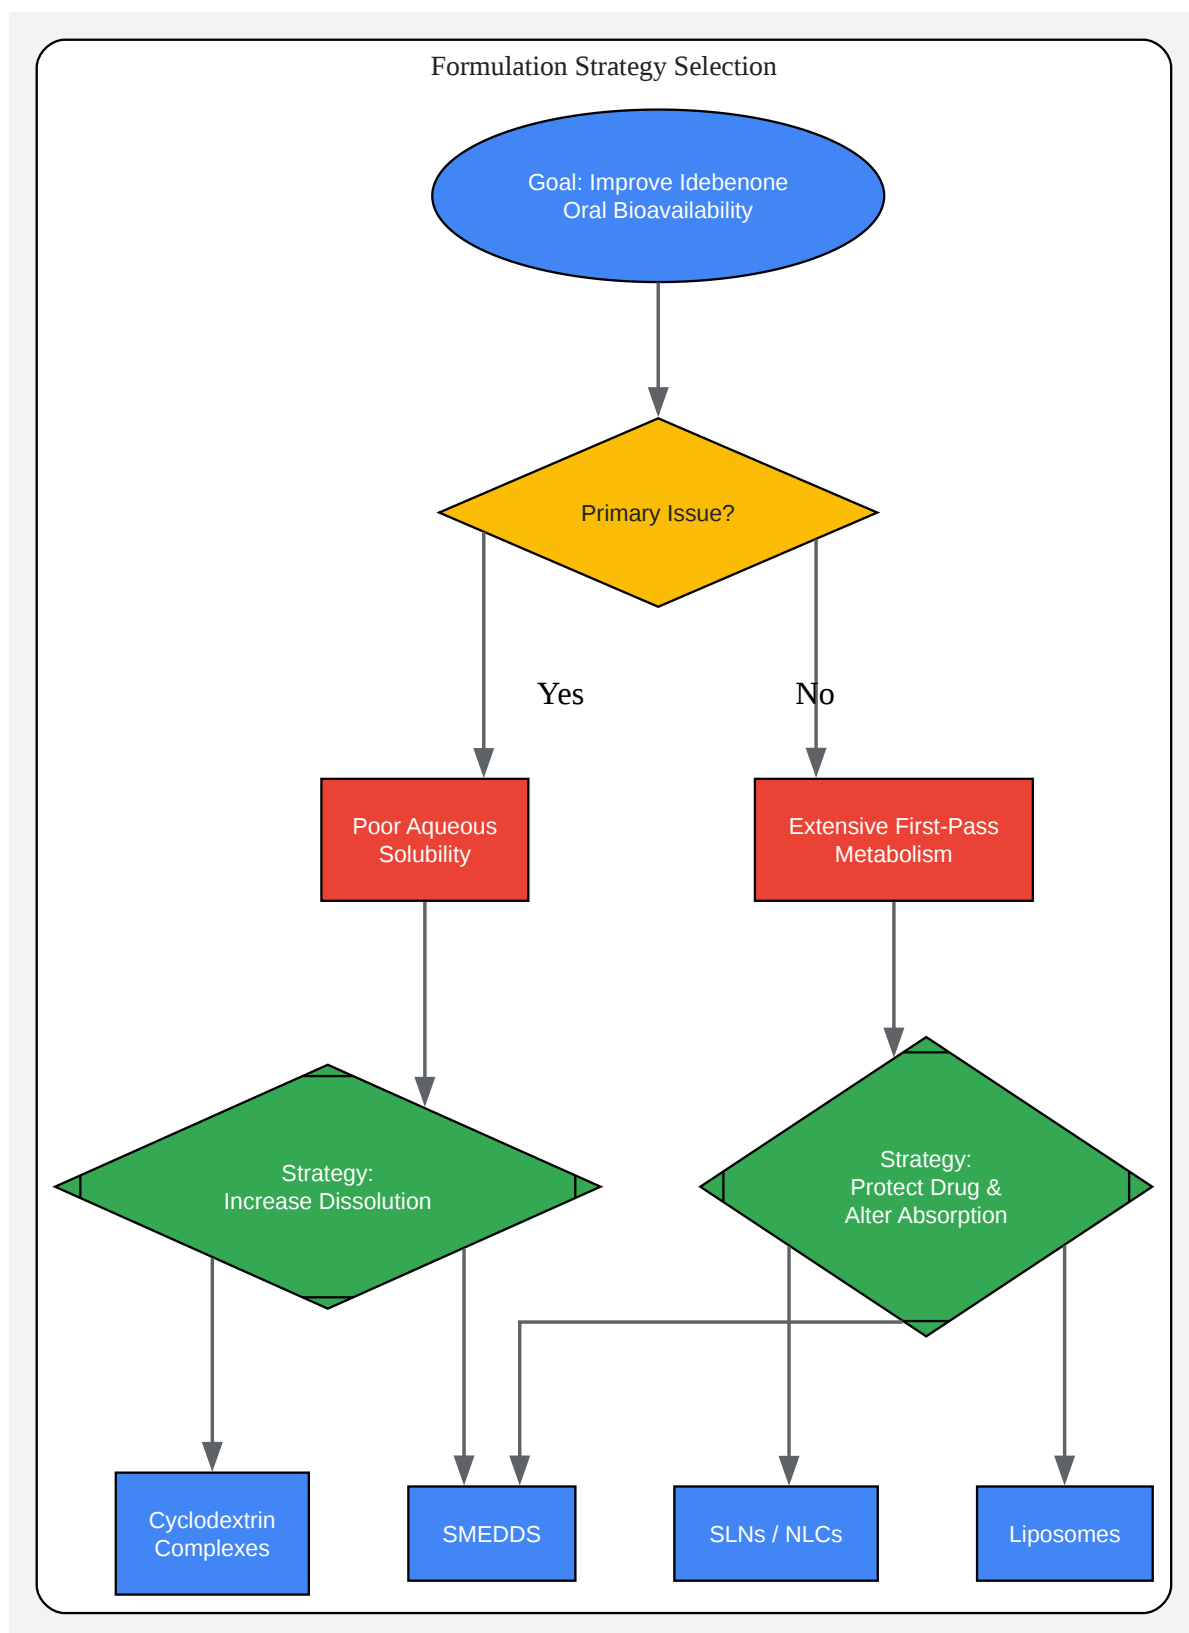 Formulation Strategy Selection
Goal: Improve Idebenone
Oral Bioavailability
Primary Issue?
Yes
No
Poor Aqueous
Solubility
Extensive First-Pass
Metabolism
Strategy:
Increase Dissolution
Strategy:
Protect Drug &
Alter Absorption
Cyclodextrin
Complexes
SMEDDS
SLNs / NLCs
Liposomes